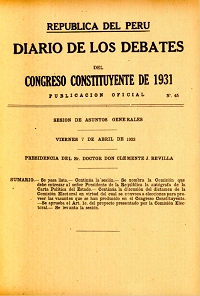 REPUBLICA DEL PERU
DIARIO DE LOS DEBATES
DEL
CONGRESO CONSTITUYENTE DE 1931
PUBLICACION OFICIAL Nº. 45
SESION DE ASUNTOS GENERALES
VIERNES 7 DE ABRIL DE 1933
PRESIDENCIA DEL Sr. DOCTOR DON CLEMENTE J. REVILLA
SUMARIO.— Se pasa lista.— Continúa la sesión.— Se nombra la Comisión que
debe entregar al señor Presidente de la República la autógrafa de la
Carta Política del Estado.— Continúa la discusión del dictamen de la
Comisión Electoral en virtud del cual se convoca a elecciones para pro-
veer las vacantes que se han producido en el Congreso Constituyente.
—Se aprueba el Art. 1o. del proyecto presentado por la Comisión Elec-
toral.— Se levanta la sesión.